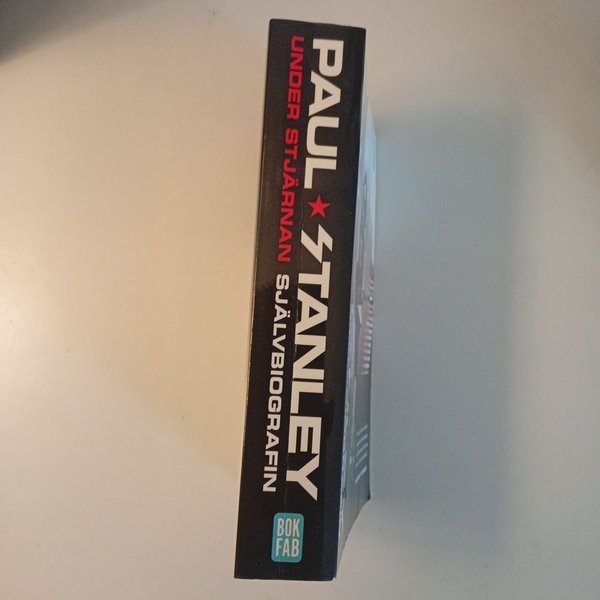 PAUL ★ STANLEY
UNDER STJÄRNAN SJÄLVBIOGRAFIN
BOK
FAB